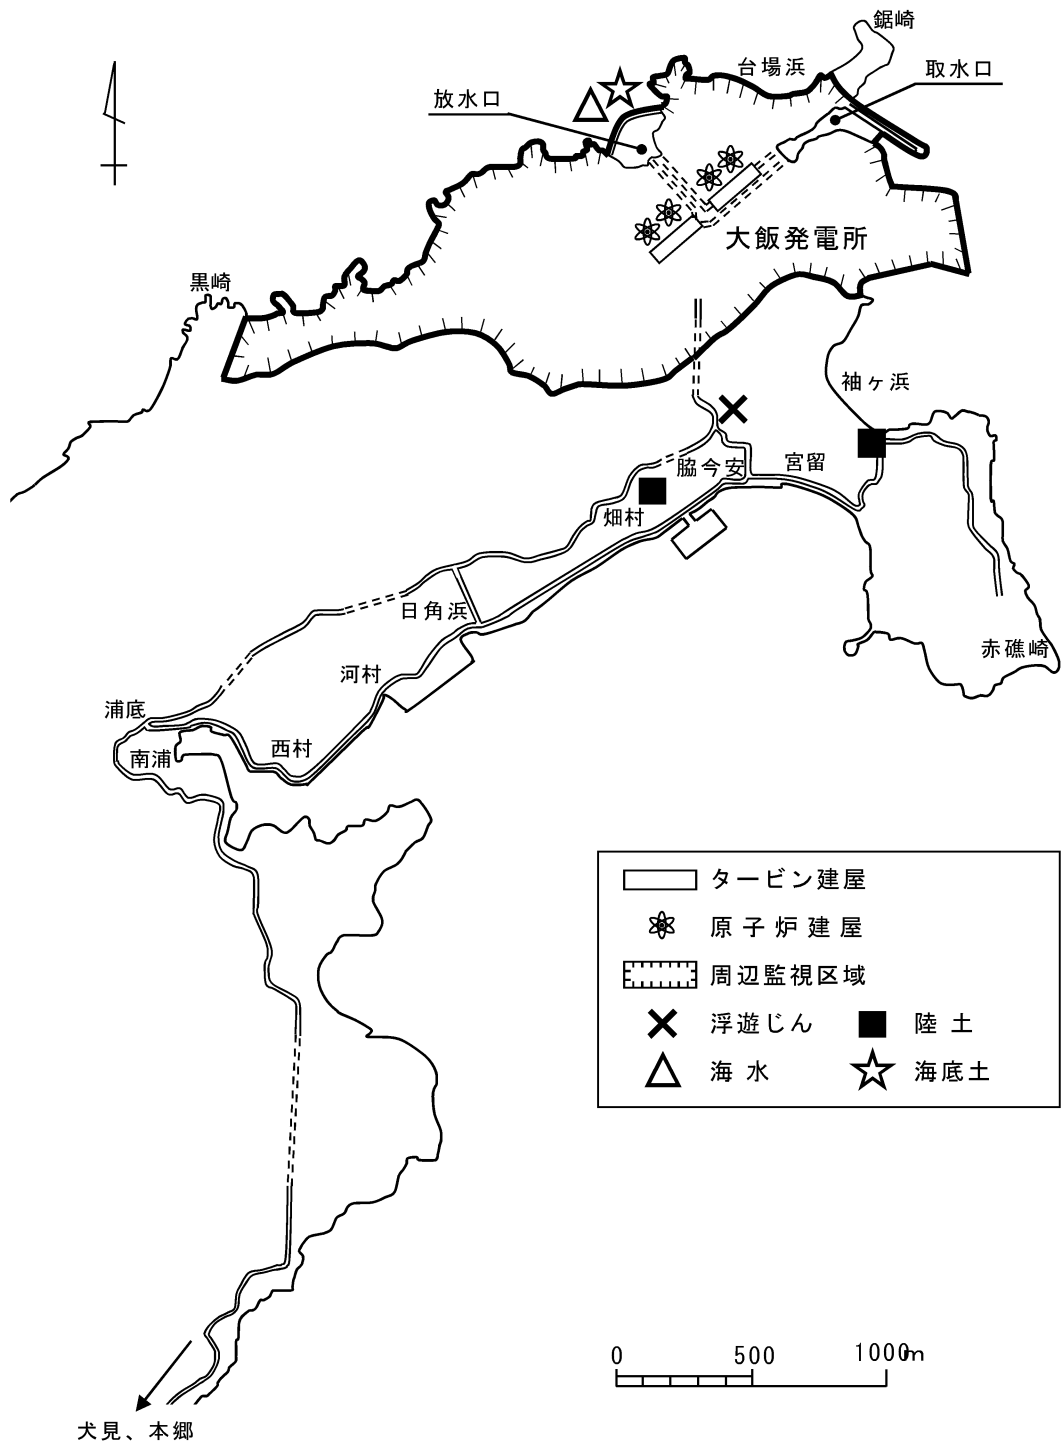 鋸崎
台場浜
取水口
放水口
大飯発電所
黒崎
袖ヶ浜
脇今安
宮留
畑村
日角浜
赤礁崎
河村
浦底
西村
南浦
タービン建屋
原子炉建屋
周辺監視区域
浮遊じん
陸土
海水
海底土
0
500
1000m
犬見、本郷